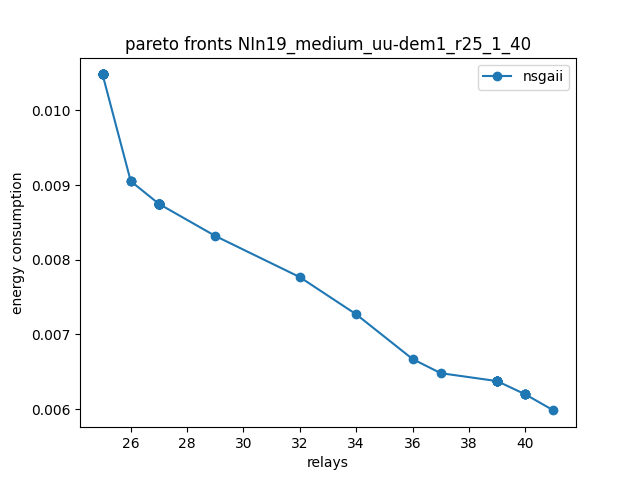 pareto fronts NIn19_medium_uu-dem1_r25_1_40
nsgaii
energy consumption
0.010
0.009
0.008
0.007
0.006
26 28 30 32 34 36 38 40
relays